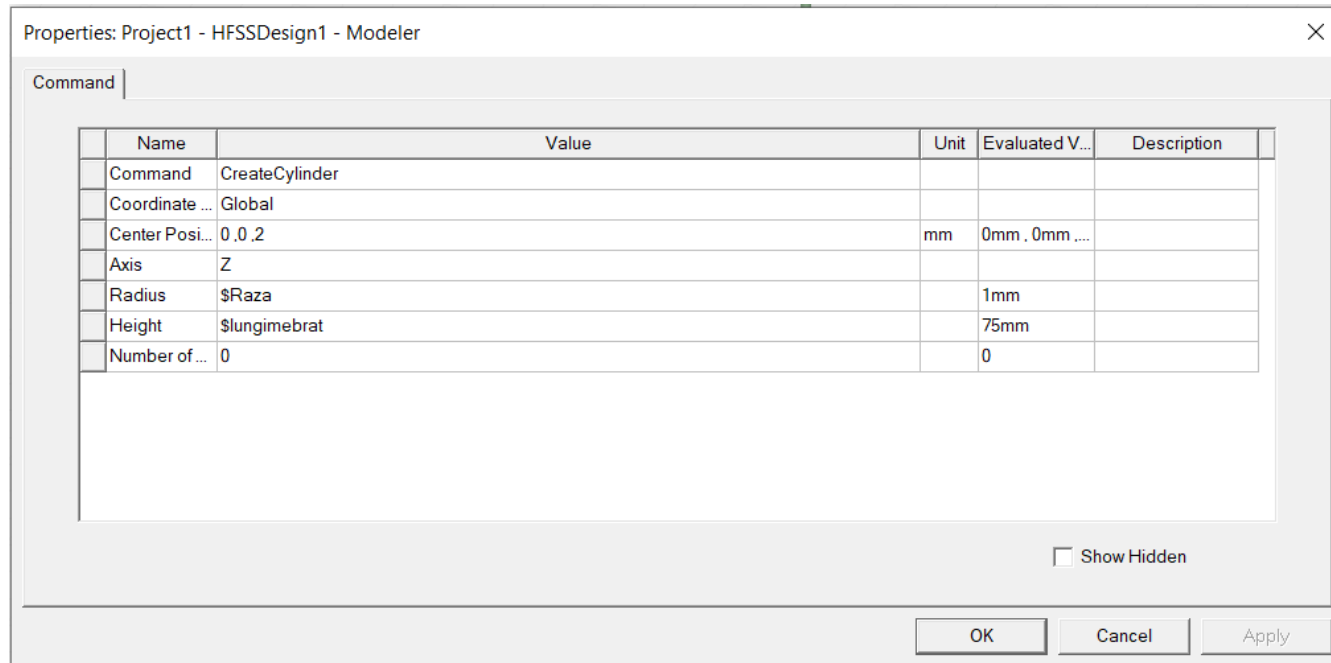 Properties: Project1 - HFSSDesign1 - Modeler
Command
Name Value Unit Evaluated V... Description
Command CreateCylinder
Coordinate ... Global
Center Posi... 0 ,0 ,2 mm 0mm , 0mm ,...
Axis Z
Radius $Raza 1mm
Height $lungimebrat 75mm
Number of ... 0 0
Show Hidden
OK Cancel Apply